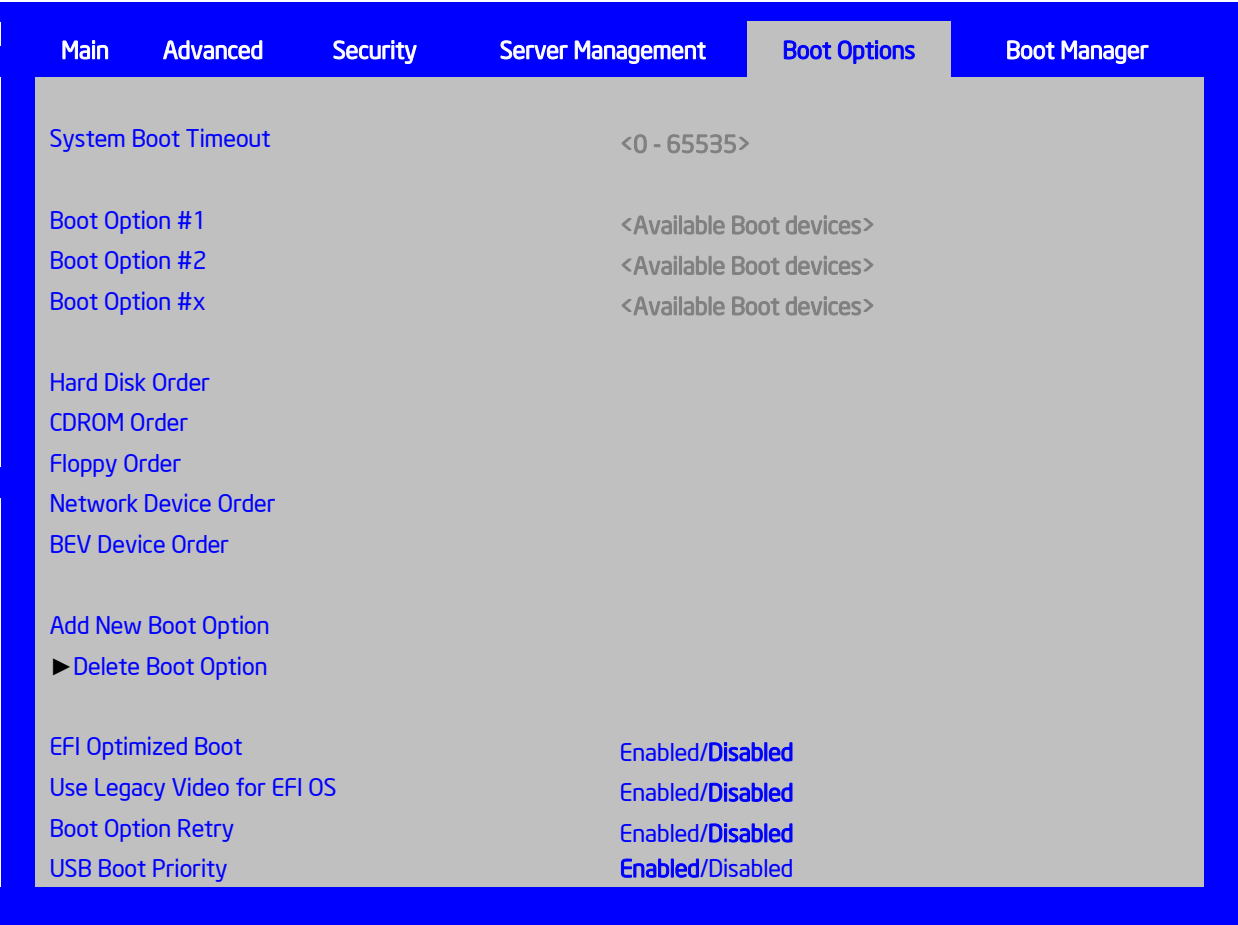 Main Advanced Security Server Management Boot Options Boot Manager
System Boot Timeout <0 - 65535>
Boot Option #1 <Available Boot devices>
Boot Option #2 <Available Boot devices>
Boot Option #x <Available Boot devices>
Hard Disk Order
CDROM Order
Floppy Order
Network Device Order
BEV Device Order
Add New Boot Option
►Delete Boot Option
EFI Optimized Boot Enabled/Disabled
Use Legacy Video for EFI OS Enabled/Disabled
Boot Option Retry Enabled/Disabled
USB Boot Priority Enabled/Disabled